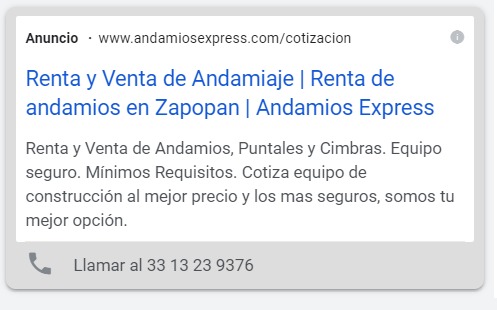 Anuncio · www.andamiosexpress.com/cotizacion
Renta y Venta de Andamiaje | Renta de
andamios en Zapopan | Andamios Express
Renta y Venta de Andamios, Puntales y Cimbras. Equipo
seguro. Mínimos Requisitos. Cotiza equipo de
construcción al mejor precio y los mas seguros, somos tu
mejor opción.
Llamar al 33 13 23 9376